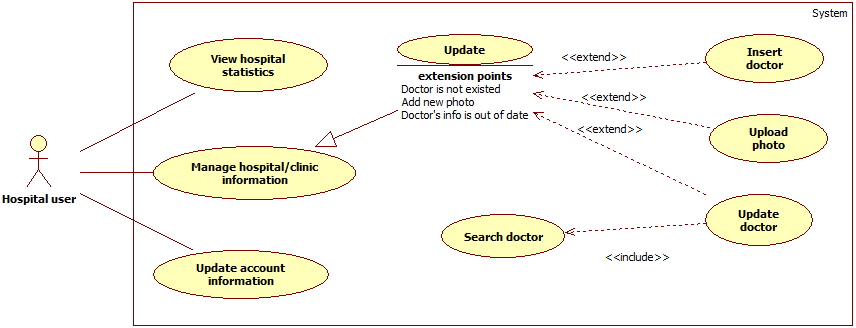 System
View hospital
statistics
Update
extension points
Doctor is not existed
Add new photo
Doctor's info is out of date
<<extend>>
<<extend>>
<<extend>>
Insert
doctor
Upload
photo
Hospital user
Manage hospital/clinic
information
Update
doctor
Search doctor
<<include>>
Update account
information